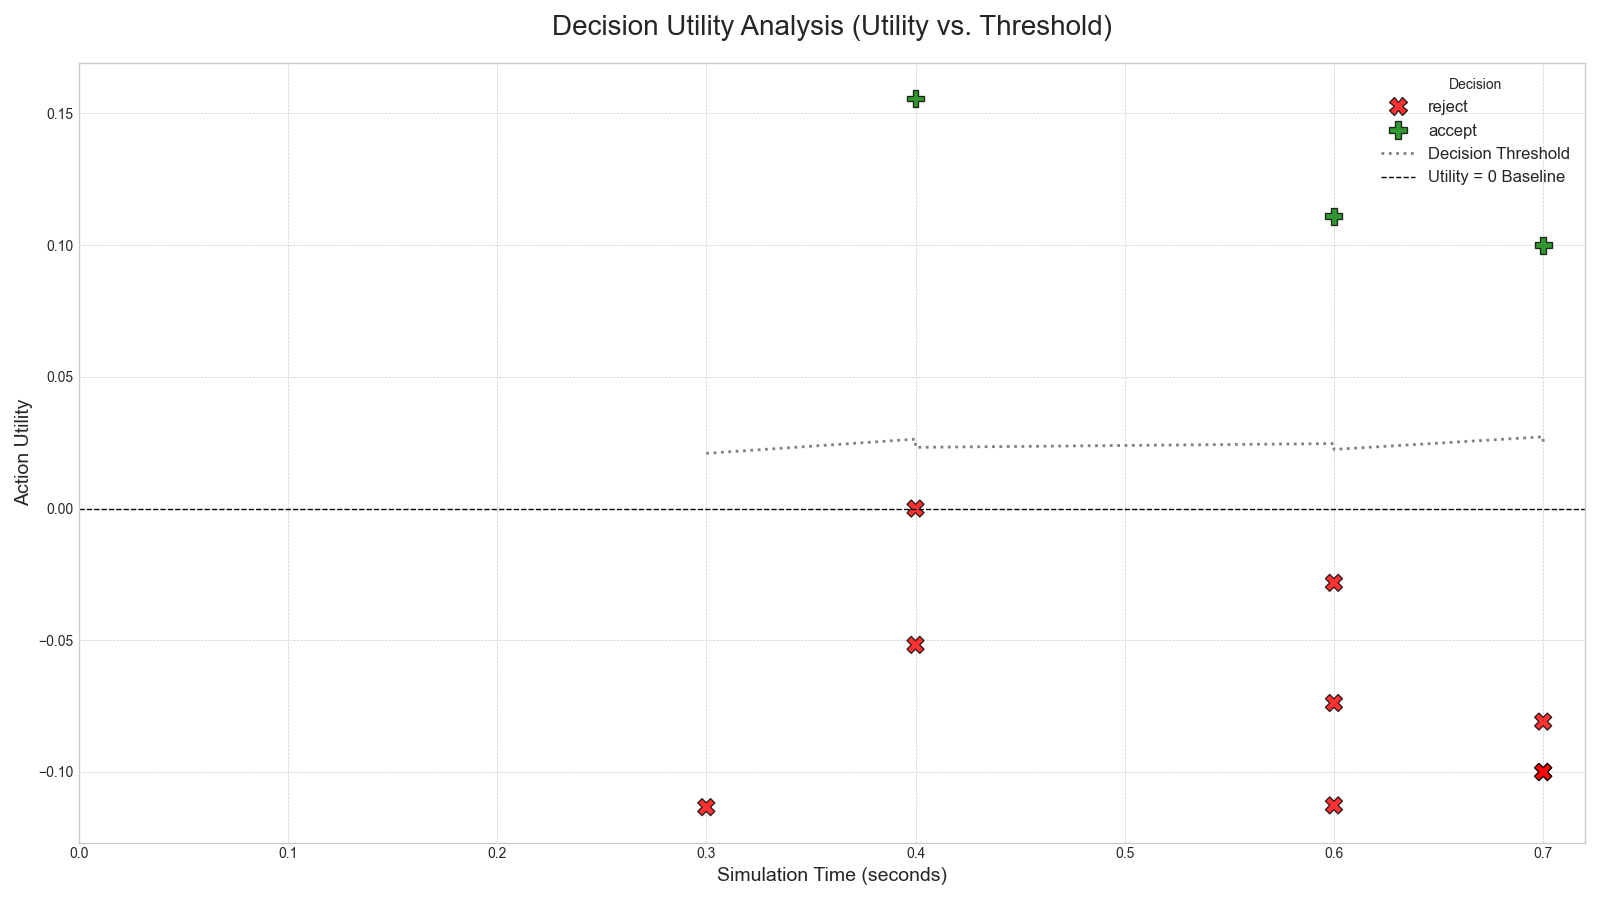 Decision Utility Analysis (Utility vs. Threshold)
Decision
reject
accept
Decision Threshold
Utility = 0 Baseline
Action Utility
0.15
0.10
0.05
0.00
−0.05
−0.10
0.0 0.1 0.2 0.3 0.4 0.5 0.6 0.7
Simulation Time (seconds)